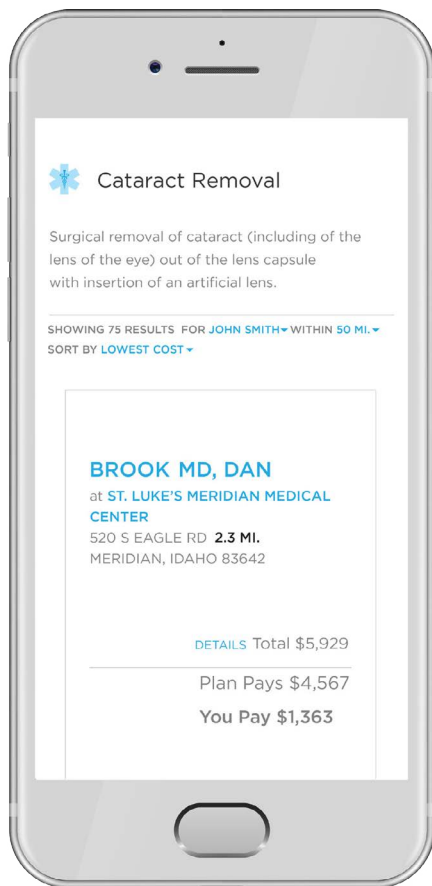 Cataract Removal
Surgical removal of cataract (including of the
lens of the eye) out of the lens capsule
with insertion of an artificial lens.
SHOWING 75 RESULTS FOR JOHN SMITH WITHIN 50 MI.
SORT BY LOWEST COST
BROOK MD, DAN
at ST. LUKE'S MERIDIAN MEDICAL
CENTER
520 S EAGLE RD 2.3 MI.
MERIDIAN, IDAHO 83642
DETAILS Total $5,929
Plan Pays $4,567
You Pay $1,363